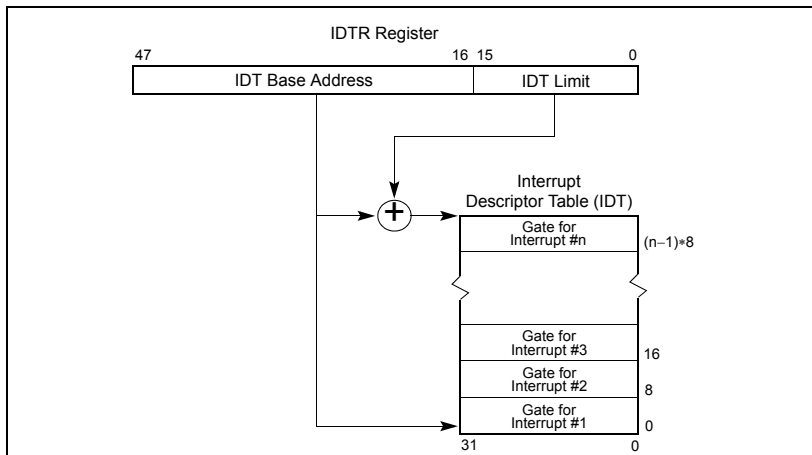 IDTR Register
47 16 15 0
IDT Base Address IDT Limit
+
Interrupt
Descriptor Table (IDT)
Gate for
Interrupt #n
(n−1)∗8
Gate for
Interrupt #3
16
Gate for
Interrupt #2
8
Gate for
Interrupt #1
0
31 0